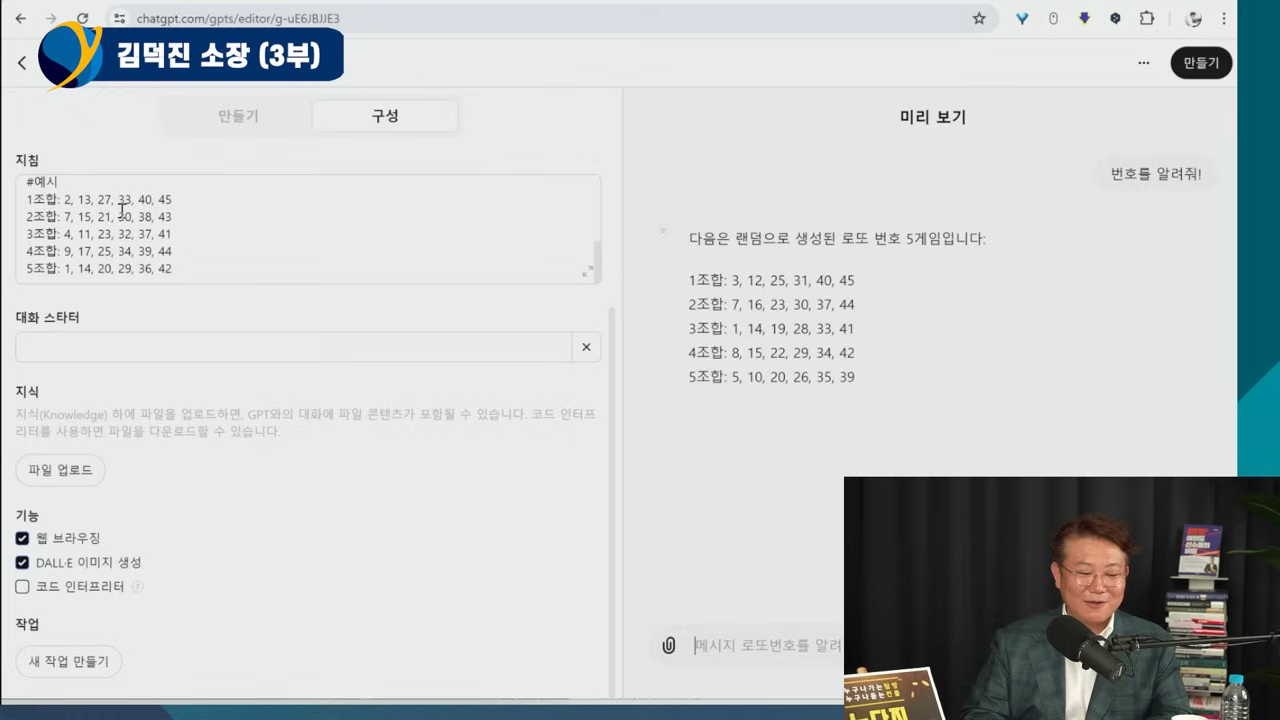 chatgpt.com/gpts/editor/g-uE6JBJJE3
김덕진 소장 (3부)
만들기
만들기
구성
미리 보기
지침
#예시
1조합: 2, 13, 27, 33, 40, 45
2조합: 7, 15, 21, 30, 38, 43
3조합: 4, 11, 23, 32, 37, 41
4조합: 9, 17, 25, 34, 39, 44
5조합: 1, 14, 20, 29, 36, 42
번호를 알려줘!
다음은 랜덤으로 생성된 로또 번호 5게임입니다:
1조합: 3, 12, 25, 31, 40, 45
2조합: 7, 16, 23, 30, 37, 44
3조합: 1, 14, 19, 28, 33, 41
4조합: 8, 15, 22, 29, 34, 42
5조합: 5, 10, 20, 26, 35, 39
대화 스타터
지식
지식(Knowledge) 하에 파일을 업로드하면, GPT와의 대화에 파일 콘텐츠가 포함될 수 있습니다. 코드 인터프
리터를 사용하면 파일을 다운로드할 수 있습니다.
파일 업로드
기능
웹 브라우징
DALL·E 이미지 생성
코드 인터프리터
작업
새 작업 만들기
메시지 로또번호를 알려
누구나가는
누구나듣는